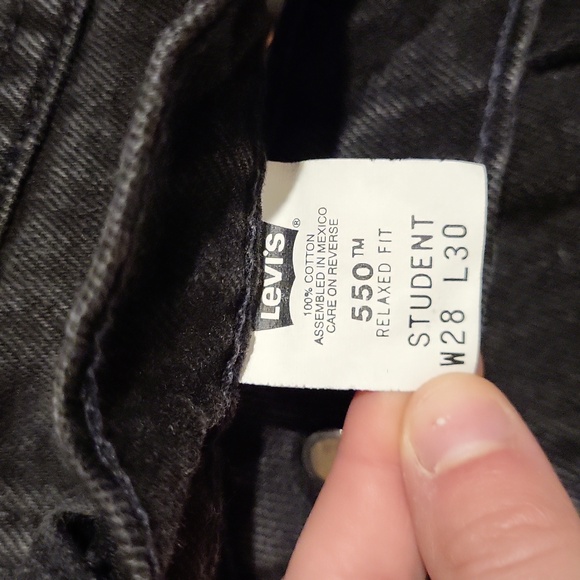 Levi's®
100% COTTON
ASSEMBLED IN MEXICO
CARE ON REVERSE
550™
RELAXED FIT
STUDENT
W28 L30